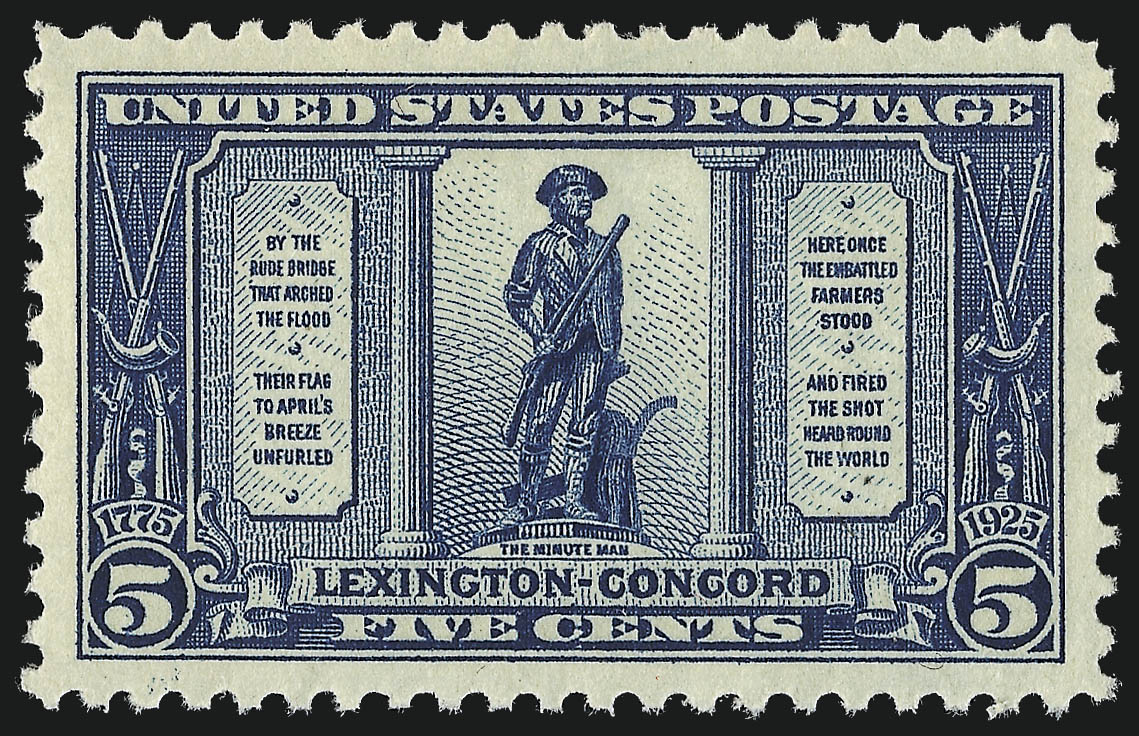 UNITED STATES POSTAGE
BY THE
RUDE BRIDGE
THAT ARCHED
THE FLOOD
THEIR FLAG
TO APRIL'S
BREEZE
UNFURLED
HERE ONCE
THE EMBATTLED
FARMERS
STOOD
AND FIRED
THE SHOT
HEARD ROUND
THE WORLD
1775
1925
THE MINUTE MAN
5
LEXINGTON-CONCORD
5
FIVE CENTS